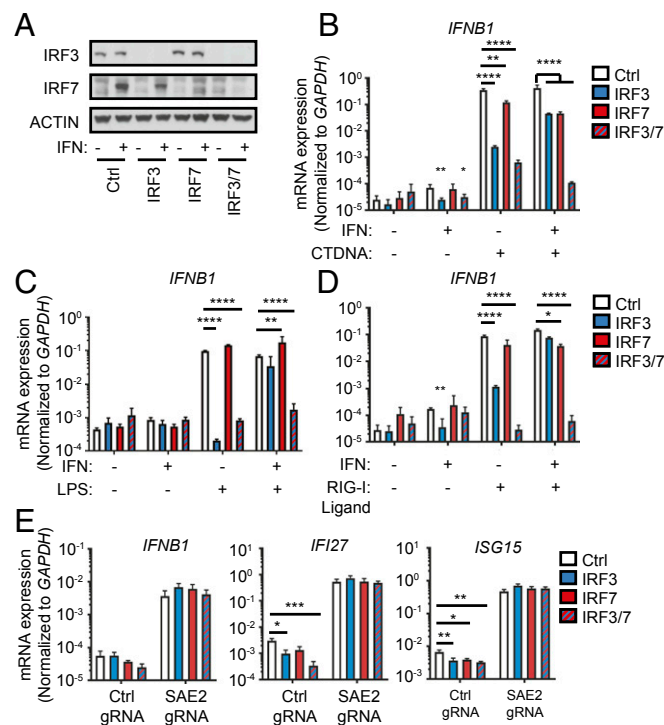 A
IRF3
IRF7
ACTIN
IFN: - + - + - + - +
Ctrl IRF3 IRF7 IRF3/7
B
IFNB1
mRNA expression
(Normalized to GAPDH)
10^0
10^-1
10^-2
10^-3
10^-4
10^-5
** * **** ** **** ****
IFN: - + - +
CTDNA: - - + +
Ctrl
IRF3
IRF7
IRF3/7
C
IFNB1
mRNA expression
(Normalized to GAPDH)
10^0
10^-1
10^-2
10^-3
10^-4
**** **** ** ****
IFN: - + - +
LPS: - - + +
D
IFNB1
10^0
10^-1
10^-2
10^-3
10^-4
10^-5
** **** **** * ****
IFN: - + - +
RIG-I - - + +
Ligand
Ctrl
IRF3
IRF7
IRF3/7
E
mRNA expression
(Normalized to GAPDH)
IFNB1
10^-1
10^-2
10^-3
10^-4
10^-5
Ctrl SAE2
gRNA gRNA
IFI27
10^1
10^0
10^-1
10^-2
10^-3
10^-4
* ***
Ctrl SAE2
gRNA gRNA
ISG15
10^1
10^0
10^-1
10^-2
10^-3
** * **
Ctrl SAE2
gRNA gRNA
Ctrl
IRF3
IRF7
IRF3/7